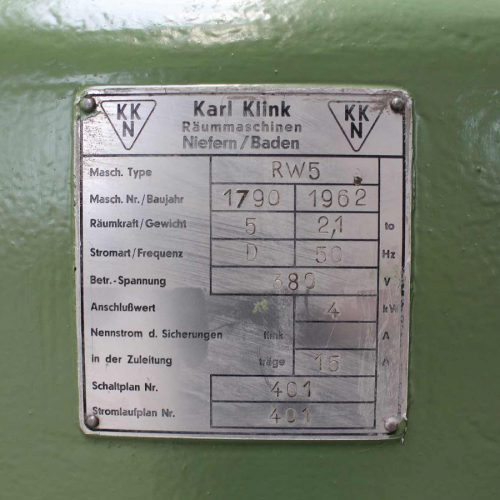 KK
N
Karl Klink
KK
N
Räummaschinen
Niefern/Baden
Masch. Type RW5
Masch. Nr./Baujahr 1790 1962
Räumkraft/Gewicht 5 2,1 to
Stromart/Frequenz D 50 Hz
Betr.-Spannung 380 V
Anschlußwert 4 kW
Nennstrom d. Sicherungen flink A
in der Zuleitung träge 15 A
Schaltplan Nr. 401
Stromlaufplan Nr. 401